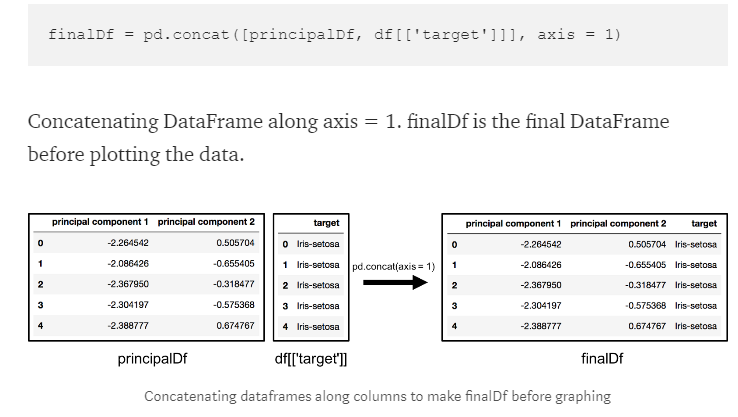 finalDf = pd.concat([principalDf, df[['target']]], axis = 1)
Concatenating DataFrame along axis = 1. finalDf is the final DataFrame
before plotting the data.
principal component 1 principal component 2
0 -2.264542 0.505704
1 -2.086426 -0.655405
2 -2.367950 -0.318477
3 -2.304197 -0.575368
4 -2.388777 0.674767
principalDf
target
0 Iris-setosa
1 Iris-setosa
2 Iris-setosa
3 Iris-setosa
4 Iris-setosa
df[['target']]
pd.concat(axis = 1)
principal component 1 principal component 2 target
0 -2.264542 0.505704 Iris-setosa
1 -2.086426 -0.655405 Iris-setosa
2 -2.367950 -0.318477 Iris-setosa
3 -2.304197 -0.575368 Iris-setosa
4 -2.388777 0.674767 Iris-setosa
finalDf
Concatenating dataframes along columns to make finalDf before graphing